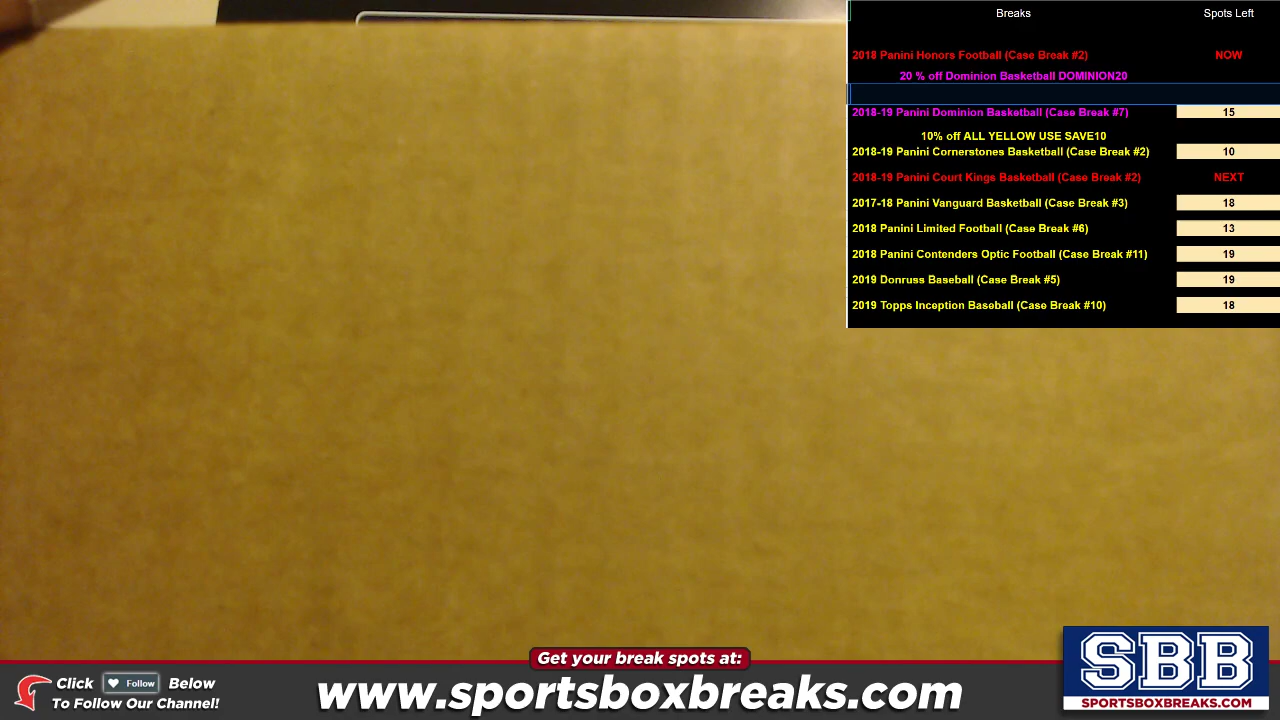 Breaks Spots Left
2018 Panini Honors Football (Case Break #2) NOW
20 % off Dominion Basketball DOMINION20
2018-19 Panini Dominion Basketball (Case Break #7) 15
10% off ALL YELLOW USE SAVE10
2018-19 Panini Cornerstones Basketball (Case Break #2) 10
2018-19 Panini Court Kings Basketball (Case Break #2) NEXT
2017-18 Panini Vanguard Basketball (Case Break #3) 18
2018 Panini Limited Football (Case Break #6) 13
2018 Panini Contenders Optic Football (Case Break #11) 19
2019 Donruss Baseball (Case Break #5) 19
2019 Topps Inception Baseball (Case Break #10) 18
Get your break spots at:
Click Follow Below
To Follow Our Channel!
www.sportsboxbreaks.com
SBB
SPORTSBOXBREAKS.COM